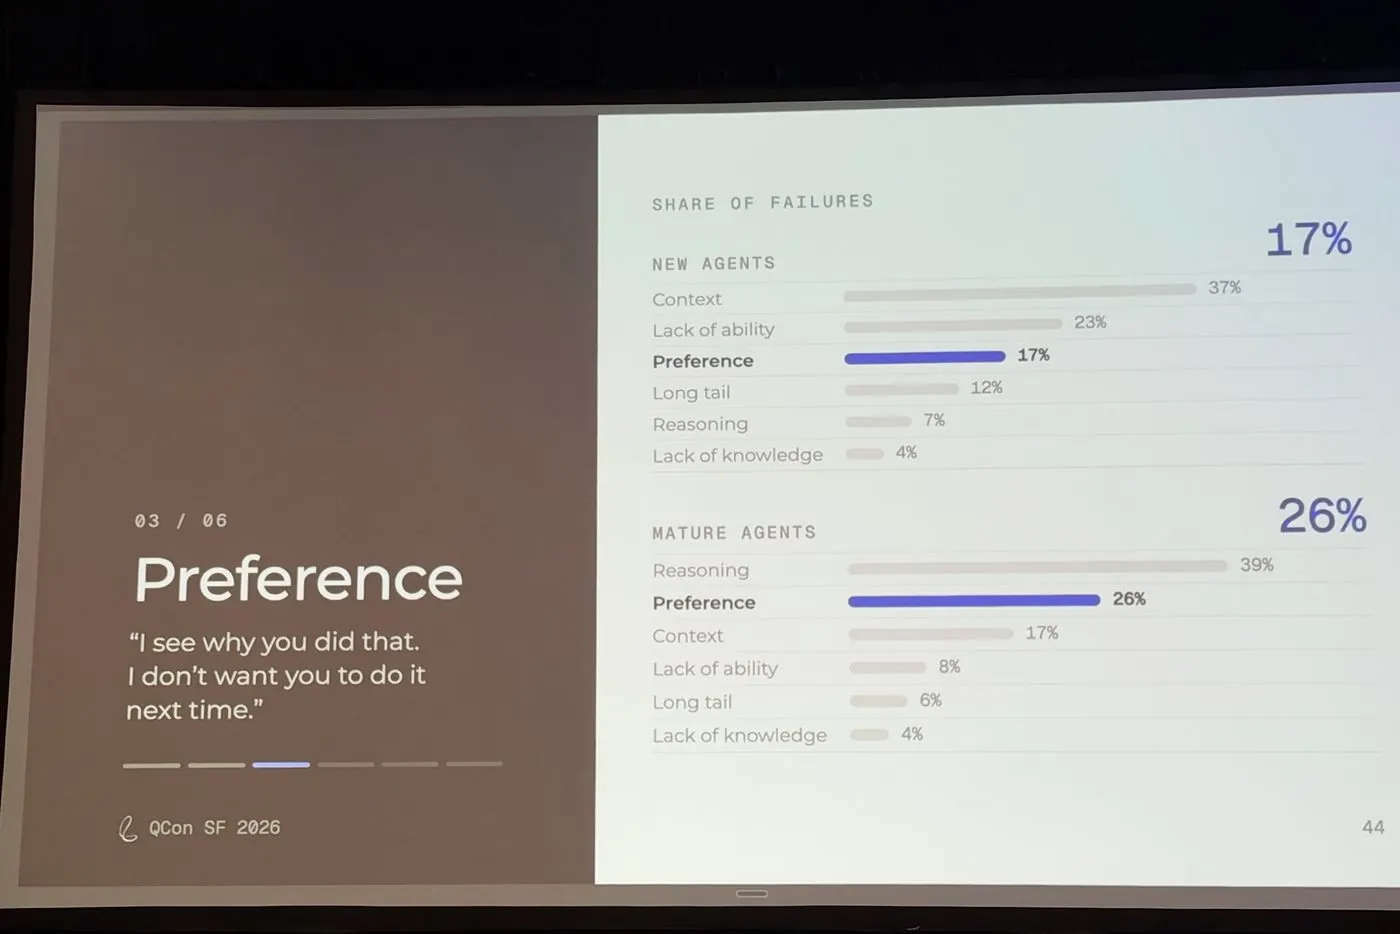 03 / 06
Preference
“I see why you did that.
I don’t want you to do it
next time.”
QCon SF 2026
SHARE OF FAILURES
NEW AGENTS
17%
Context 37%
Lack of ability 23%
Preference 17%
Long tail 12%
Reasoning 7%
Lack of knowledge 4%
MATURE AGENTS
26%
Reasoning 39%
Preference 26%
Context 17%
Lack of ability 8%
Long tail 6%
Lack of knowledge 4%
44